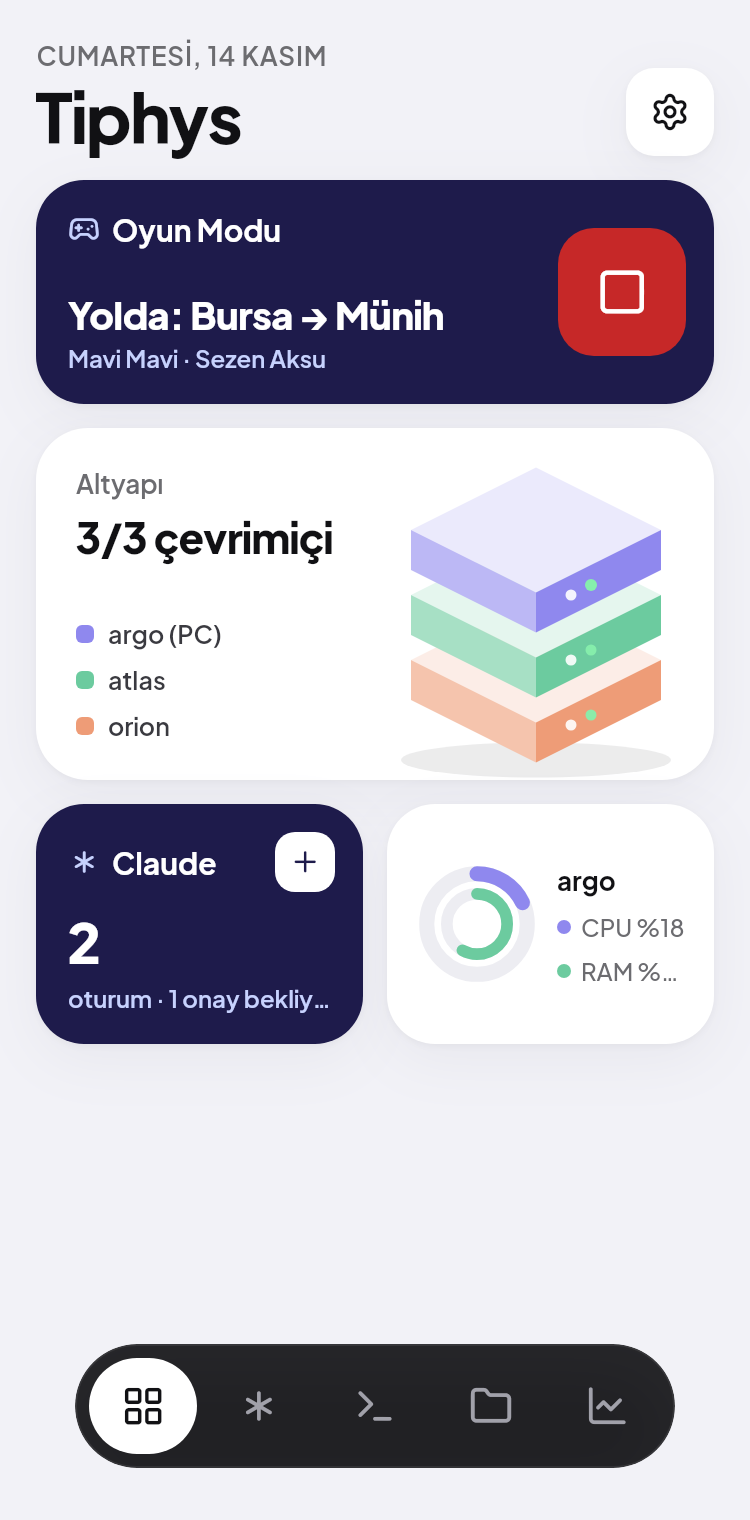 CUMARTESİ, 14 KASIM
Tiphys
Oyun Modu
Yolda: Bursa → Münih
Mavi Mavi · Sezen Aksu
Altyapı
3/3 çevrimiçi
argo (PC)
atlas
orion
Claude
2
oturum · 1 onay bekliy...
argo
CPU %18
RAM %...